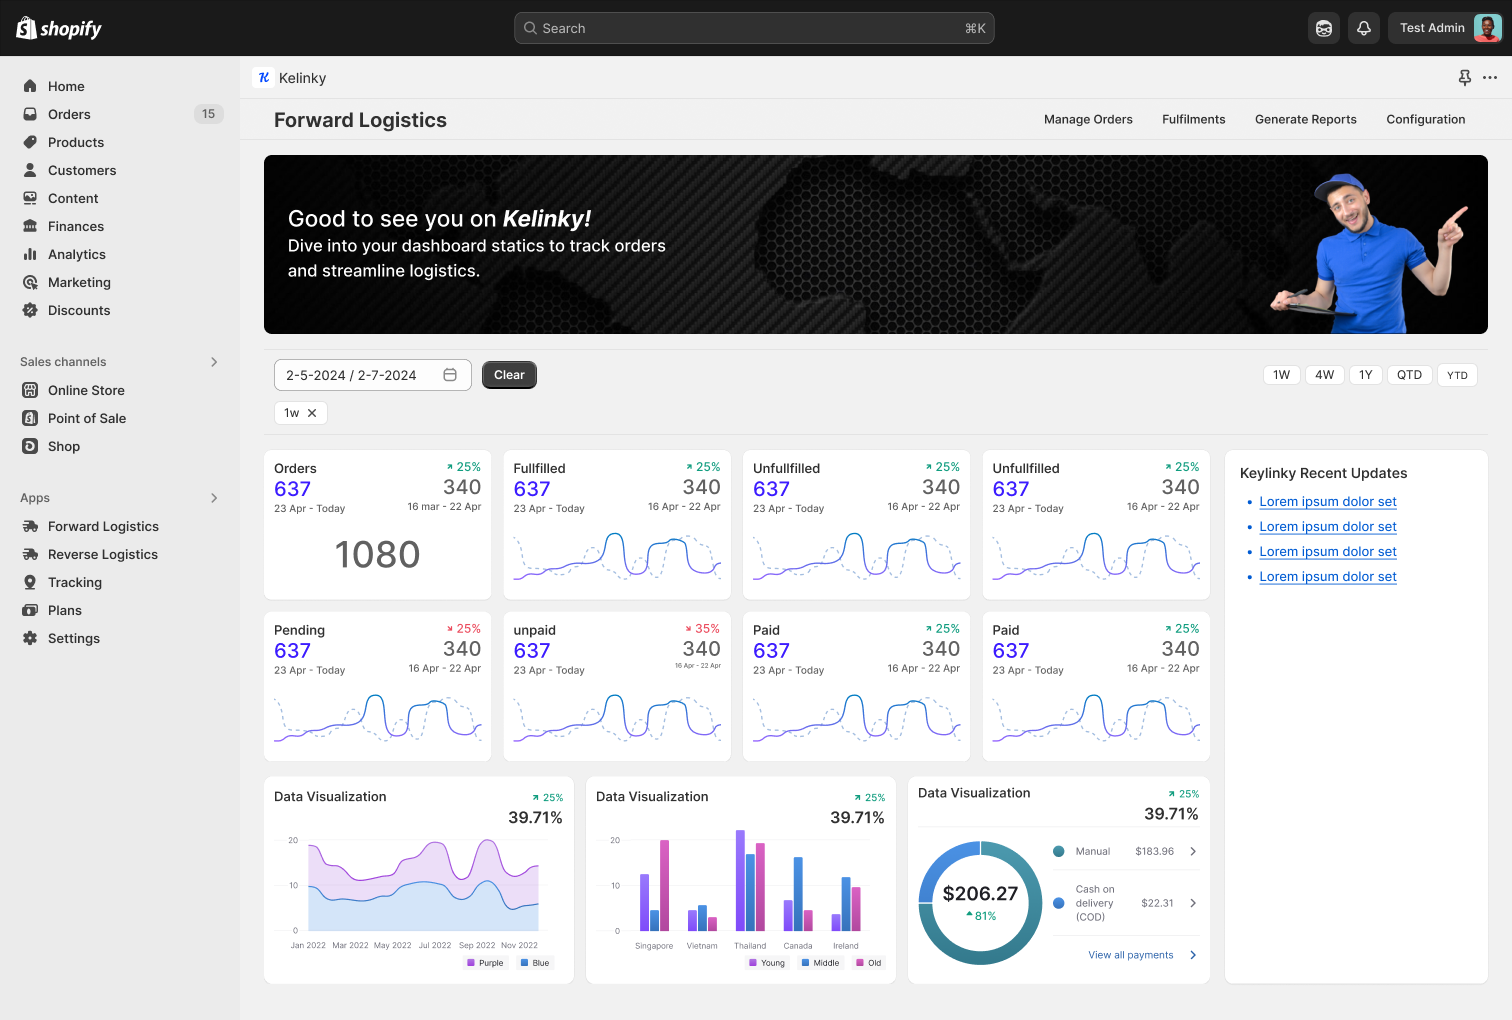 shopify
Search
⌘K
Test Admin
Home
Orders
15
Products
Customers
Content
Finances
Analytics
Marketing
Discounts
Sales channels
Online Store
Point of Sale
Shop
Apps
Forward Logistics
Reverse Logistics
Tracking
Plans
Settings
K Kelinky
Forward Logistics
Manage Orders
Fulfilments
Generate Reports
Configuration
Good to see you on Kelinky!
Dive into your dashboard statics to track orders
and streamline logistics.
2-5-2024 / 2-7-2024
Clear
1W
4W
1Y
QTD
YTD
1w
Orders
25%
637
340
23 Apr - Today
16 mar - 22 Apr
1080
Fullfilled
25%
637
340
23 Apr - Today
16 Apr - 22 Apr
Unfullfilled
25%
637
340
23 Apr - Today
16 Apr - 22 Apr
Unfullfilled
25%
637
340
23 Apr - Today
16 Apr - 22 Apr
Pending
25%
637
340
23 Apr - Today
16 Apr - 22 Apr
unpaid
35%
637
340
23 Apr - Today
16 Apr - 22 Apr
Paid
25%
637
340
23 Apr - Today
16 Apr - 22 Apr
Paid
25%
637
340
23 Apr - Today
16 Apr - 22 Apr
Keylinky Recent Updates
Lorem ipsum dolor set
Lorem ipsum dolor set
Lorem ipsum dolor set
Lorem ipsum dolor set
Data Visualization
25%
39.71%
20
10
0
Jan 2022 Mar 2022 May 2022 Jul 2022 Sep 2022 Nov 2022
Purple
Blue
Data Visualization
25%
39.71%
20
10
0
Singapore Vietnam Thailand Canada Ireland
Young
Middle
Old
Data Visualization
25%
39.71%
$206.27
81%
Manual
$183.96
Cash on
delivery
(COD)
$22.31
View all payments